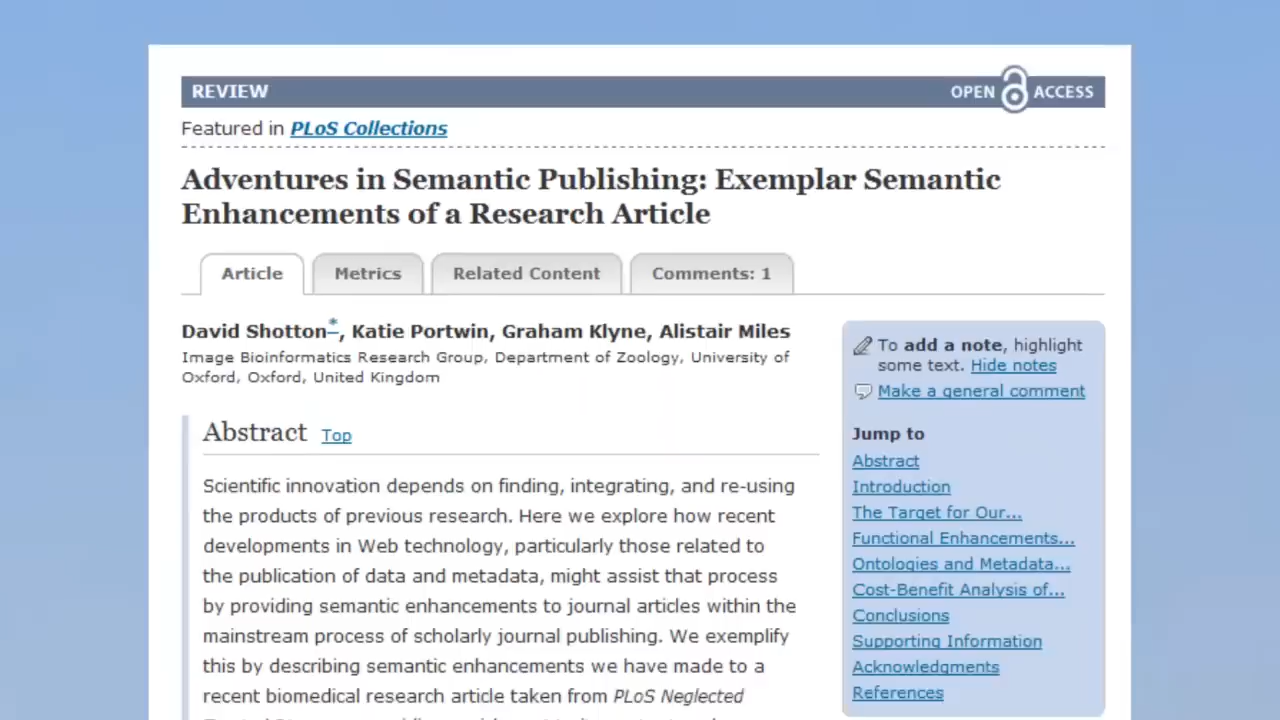 REVIEW
OPEN ACCESS
Featured in PLoS Collections
Adventures in Semantic Publishing: Exemplar Semantic
Enhancements of a Research Article
Article
Metrics
Related Content
Comments: 1
David Shotton*, Katie Portwin, Graham Klyne, Alistair Miles
Image Bioinformatics Research Group, Department of Zoology, University of
Oxford, Oxford, United Kingdom
Abstract Top
Scientific innovation depends on finding, integrating, and re-using
the products of previous research. Here we explore how recent
developments in Web technology, particularly those related to
the publication of data and metadata, might assist that process
by providing semantic enhancements to journal articles within the
mainstream process of scholarly journal publishing. We exemplify
this by describing semantic enhancements we have made to a
recent biomedical research article taken from PLoS Neglected
To add a note, highlight
some text. Hide notes
Make a general comment
Jump to
Abstract
Introduction
The Target for Our...
Functional Enhancements...
Ontologies and Metadata...
Cost-Benefit Analysis of...
Conclusions
Supporting Information
Acknowledgments
References